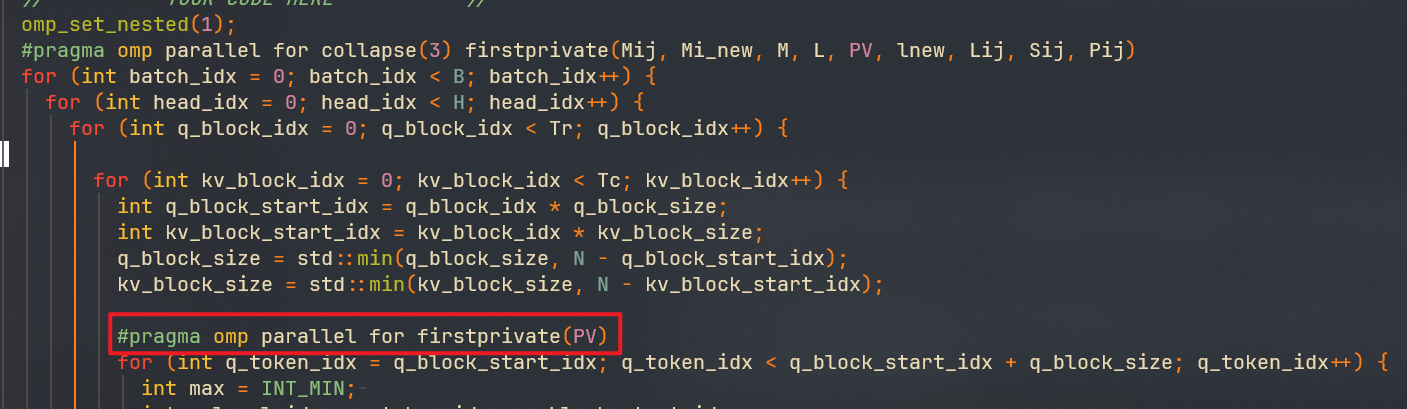 // YOUR CODE HERE //
omp_set_nested(1);
#pragma omp parallel for collapse(3) firstprivate(Mij, Mi_new, M, L, PV, lnew, Lij, Sij, Pij)
for (int batch_idx = 0; batch_idx < B; batch_idx++) {
for (int head_idx = 0; head_idx < H; head_idx++) {
for (int q_block_idx = 0; q_block_idx < Tr; q_block_idx++) {
for (int kv_block_idx = 0; kv_block_idx < Tc; kv_block_idx++) {
int q_block_start_idx = q_block_idx * q_block_size;
int kv_block_start_idx = kv_block_idx * kv_block_size;
q_block_size = std::min(q_block_size, N - q_block_start_idx);
kv_block_size = std::min(kv_block_size, N - kv_block_start_idx);
#pragma omp parallel for firstprivate(PV)
for (int q_token_idx = q_block_start_idx; q_token_idx < q_block_start_idx + q_block_size; q_token_idx++) {
int max = INT_MIN;